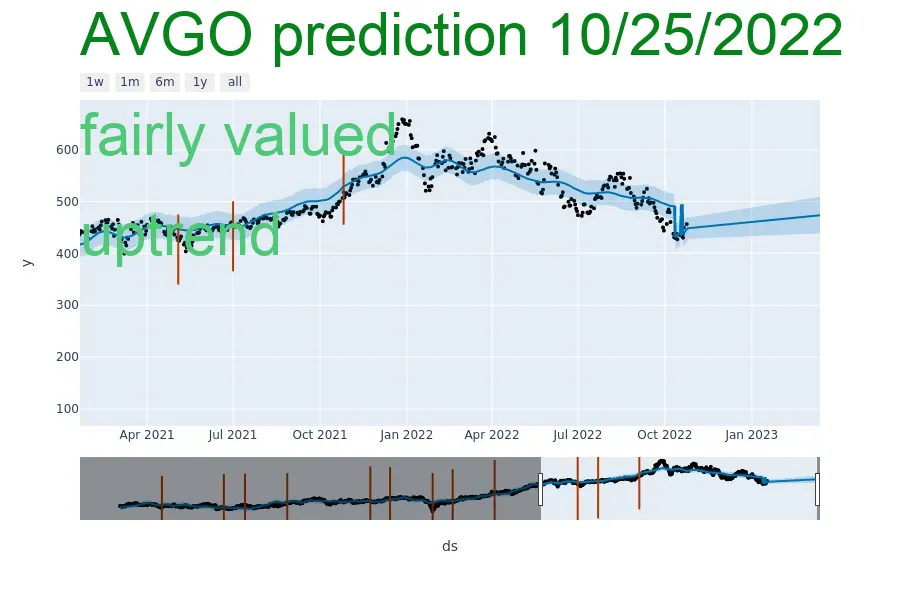 AVGO prediction 10/25/2022
1w 1m 6m 1y all
fairly valued
600
500
uptrend
400
y
300
200
100
Apr 2021 Jul 2021 Oct 2021 Jan 2022 Apr 2022 Jul 2022 Oct 2022 Jan 2023
ds